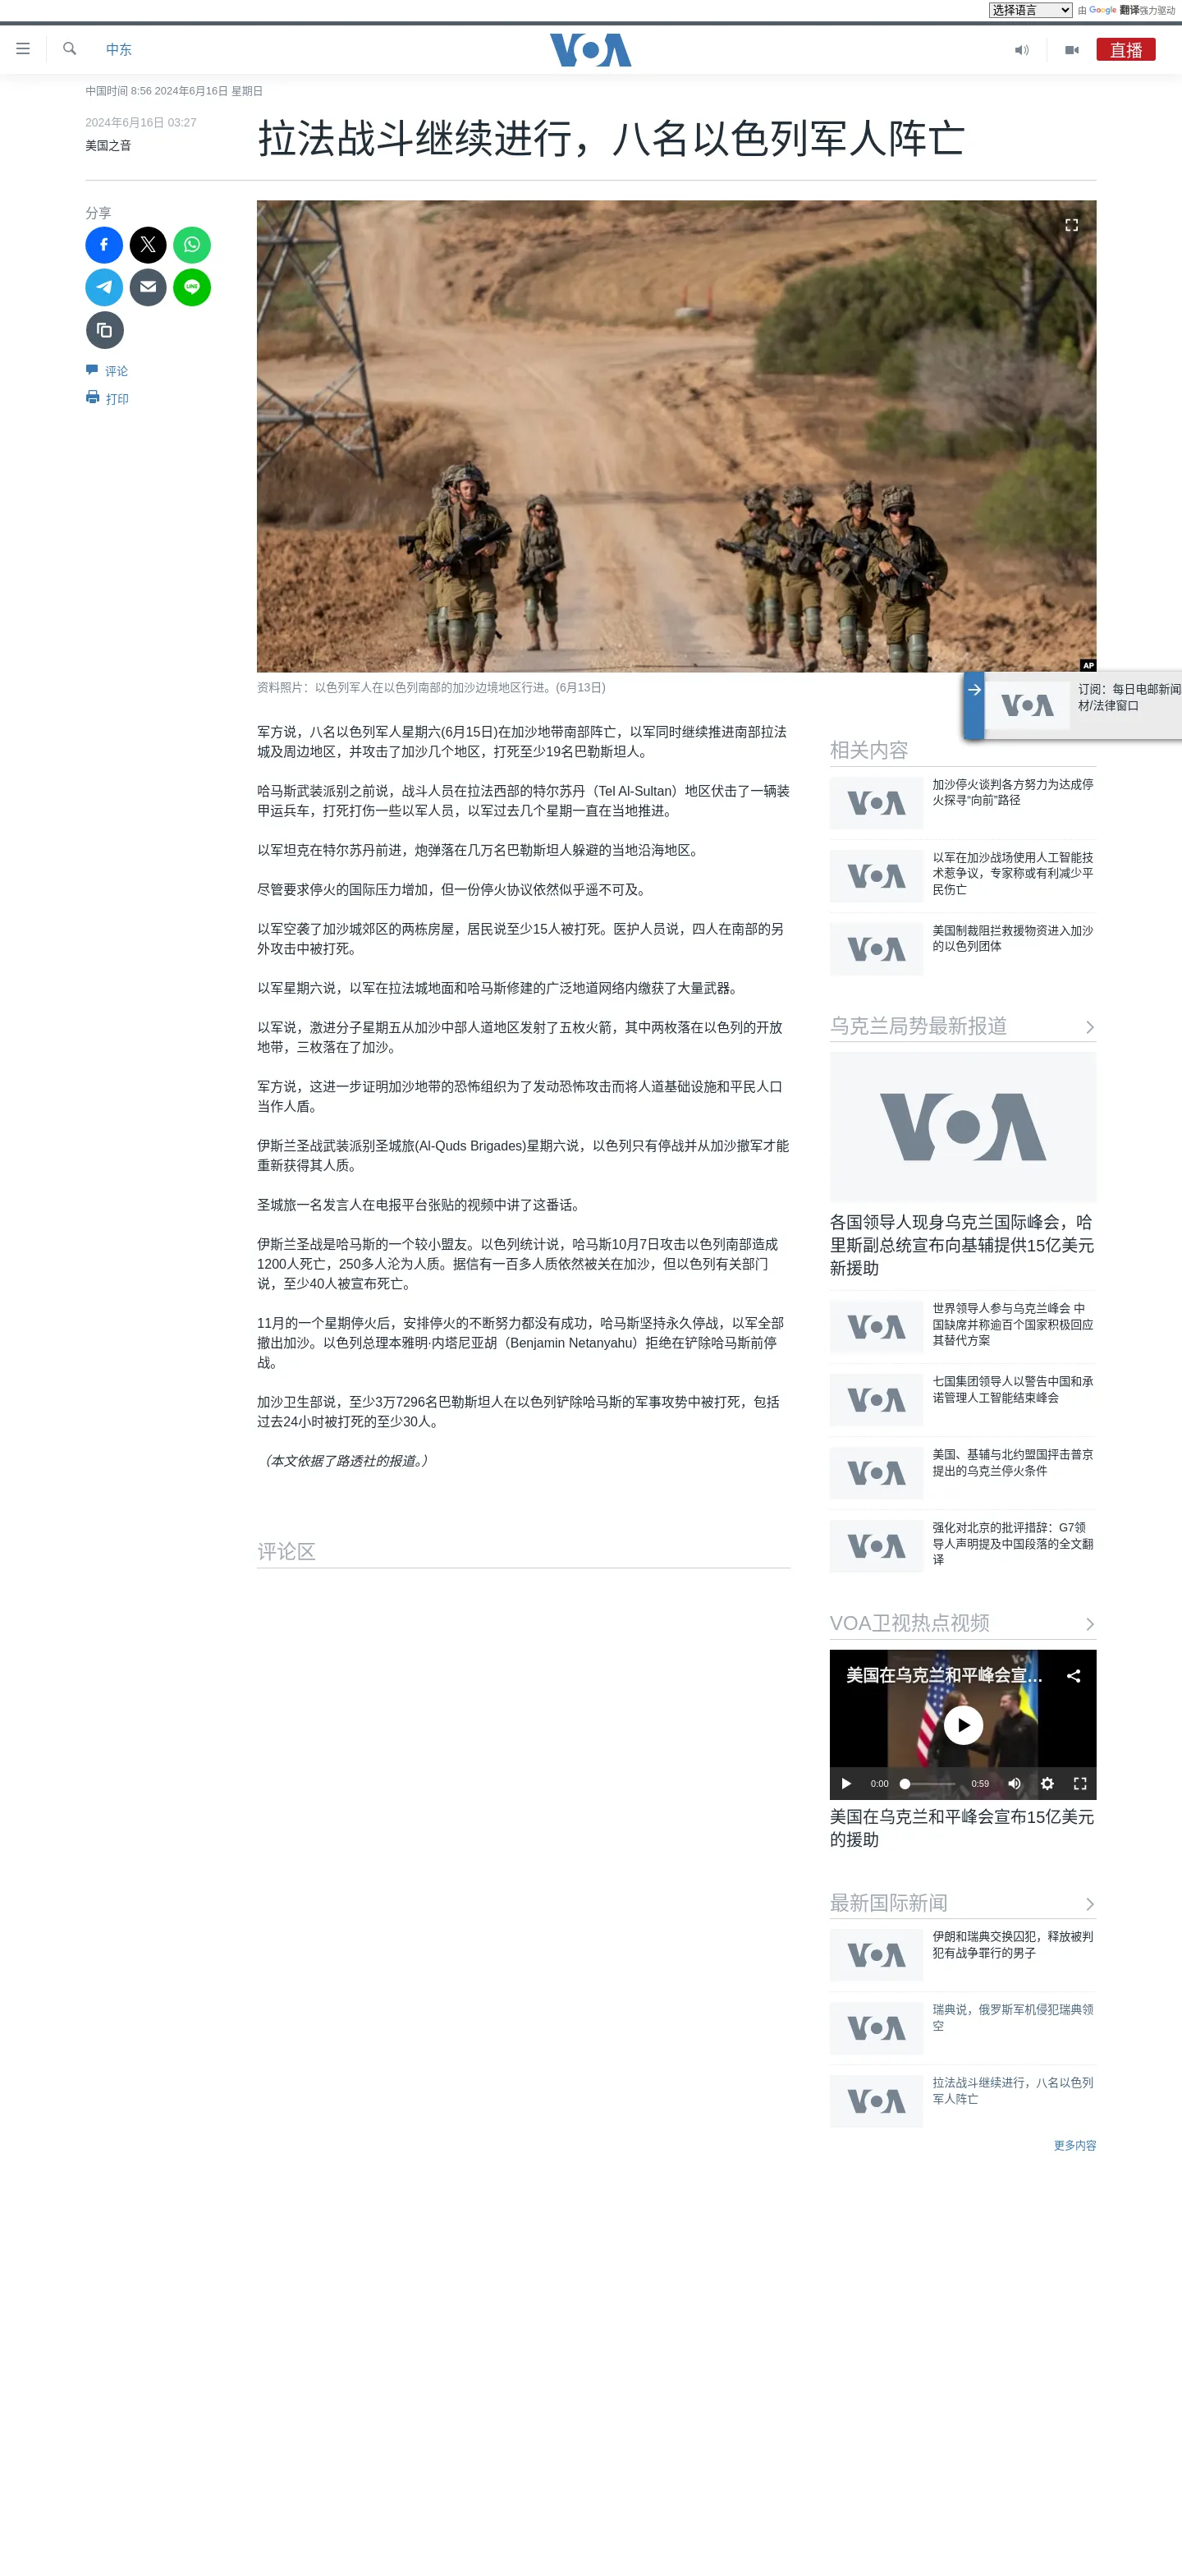 选择语言 由 Google 翻译强力驱动
中东 VOA 直播
中国时间 8:56 2024年6月16日 星期日
2024年6月16日 03:27
美国之音
拉法战斗继续进行，八名以色列军人阵亡
分享
LINE
评论
打印
AP
资料照片：以色列军人在以色列南部的加沙边境地区行进。(6月13日)
VOA
订阅：每日电邮新闻
材/法律窗口
军方说，八名以色列军人星期六(6月15日)在加沙地带南部阵亡，以军同时继续推进南部拉法
城及周边地区，并攻击了加沙几个地区，打死至少19名巴勒斯坦人。
哈马斯武装派别之前说，战斗人员在拉法西部的特尔苏丹（Tel Al-Sultan）地区伏击了一辆装
甲运兵车，打死打伤一些以军人员，以军过去几个星期一直在当地推进。
以军坦克在特尔苏丹前进，炮弹落在几万名巴勒斯坦人躲避的当地沿海地区。
尽管要求停火的国际压力增加，但一份停火协议依然似乎遥不可及。
以军空袭了加沙城郊区的两栋房屋，居民说至少15人被打死。医护人员说，四人在南部的另
外攻击中被打死。
以军星期六说，以军在拉法城地面和哈马斯修建的广泛地道网络内缴获了大量武器。
以军说，激进分子星期五从加沙中部人道地区发射了五枚火箭，其中两枚落在以色列的开放
地带，三枚落在了加沙。
军方说，这进一步证明加沙地带的恐怖组织为了发动恐怖攻击而将人道基础设施和平民人口
当作人盾。
伊斯兰圣战武装派别圣城旅(Al-Quds Brigades)星期六说，以色列只有停战并从加沙撤军才能
重新获得其人质。
圣城旅一名发言人在电报平台张贴的视频中讲了这番话。
伊斯兰圣战是哈马斯的一个较小盟友。以色列统计说，哈马斯10月7日攻击以色列南部造成
1200人死亡，250多人沦为人质。据信有一百多人质依然被关在加沙，但以色列有关部门
说，至少40人被宣布死亡。
11月的一个星期停火后，安排停火的不断努力都没有成功，哈马斯坚持永久停战，以军全部
撤出加沙。以色列总理本雅明·内塔尼亚胡（Benjamin Netanyahu）拒绝在铲除哈马斯前停
战。
加沙卫生部说，至少3万7296名巴勒斯坦人在以色列铲除哈马斯的军事攻势中被打死，包括
过去24小时被打死的至少30人。
（本文依据了路透社的报道。）
评论区
相关内容
VOA
加沙停火谈判各方努力为达成停
火探寻“向前”路径
VOA
以军在加沙战场使用人工智能技
术惹争议，专家称或有利减少平
民伤亡
VOA
美国制裁阻拦救援物资进入加沙
的以色列团体
乌克兰局势最新报道
VOA
各国领导人现身乌克兰国际峰会，哈
里斯副总统宣布向基辅提供15亿美元
新援助
VOA
世界领导人参与乌克兰峰会 中
国缺席并称逾百个国家积极回应
其替代方案
VOA
七国集团领导人以警告中国和承
诺管理人工智能结束峰会
VOA
美国、基辅与北约盟国抨击普京
提出的乌克兰停火条件
VOA
强化对北京的批评措辞：G7领
导人声明提及中国段落的全文翻
译
VOA卫视热点视频
VOA
美国在乌克兰和平峰会宣...
0:00 0:59
美国在乌克兰和平峰会宣布15亿美元
的援助
最新国际新闻
VOA
伊朗和瑞典交换囚犯，释放被判
犯有战争罪行的男子
VOA
瑞典说，俄罗斯军机侵犯瑞典领
空
VOA
拉法战斗继续进行，八名以色列
军人阵亡
更多内容